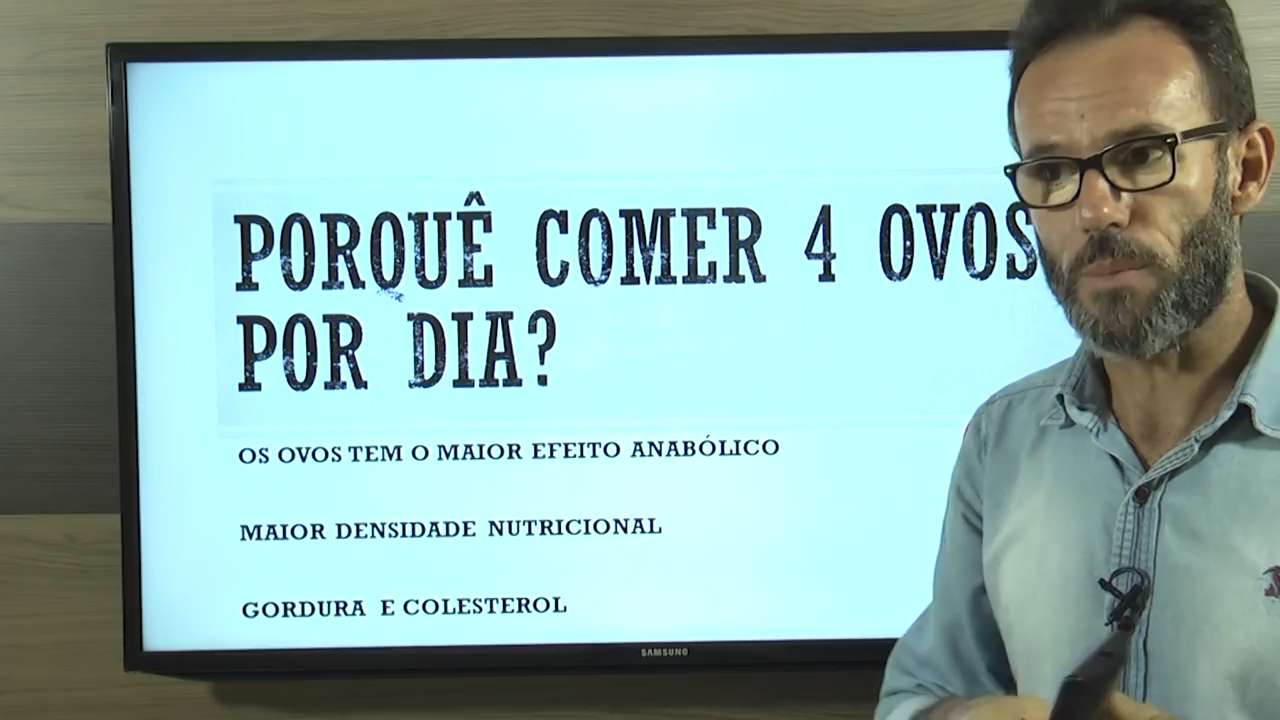 PORQUÊ COMER 4 OVOS
POR DIA?
OS OVOS TEM O MAIOR EFEITO ANABÓLICO
MAIOR DENSIDADE NUTRICIONAL
GORDURA E COLESTEROL
SAMSUNG